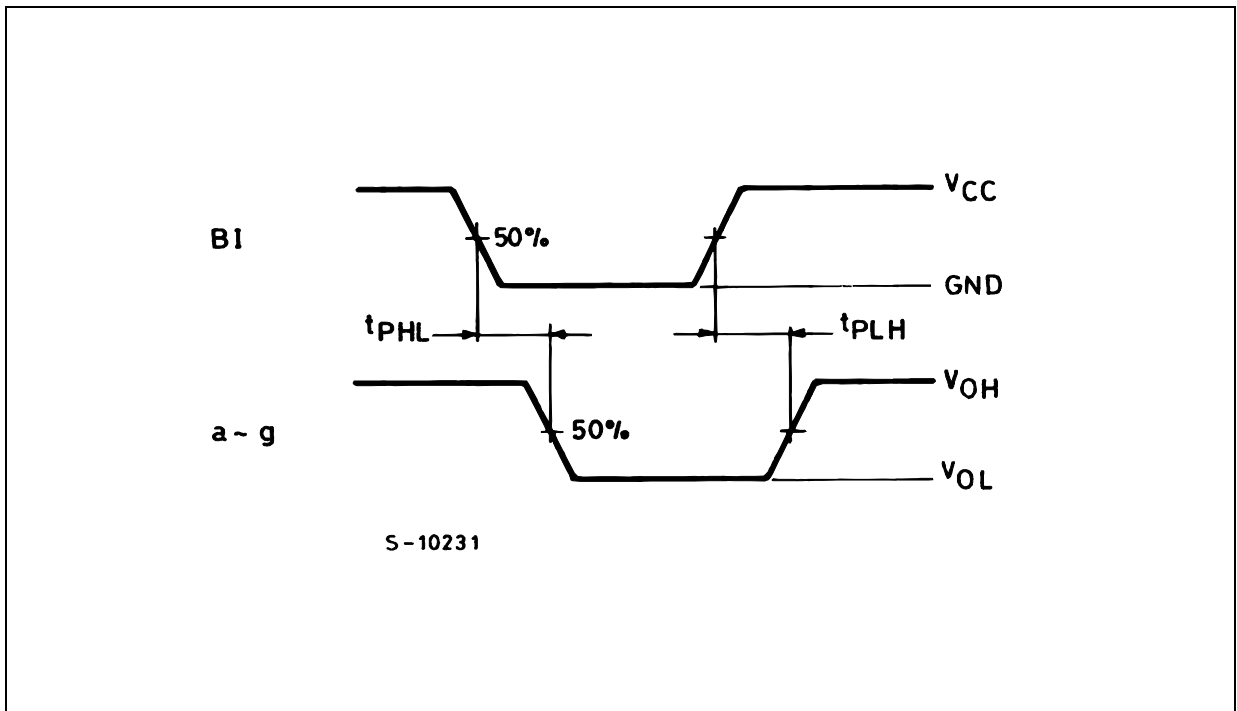 VCC
BI
50%
GND
tPHL
tPLH
VOH
a~g
50%
VOL
S-10231